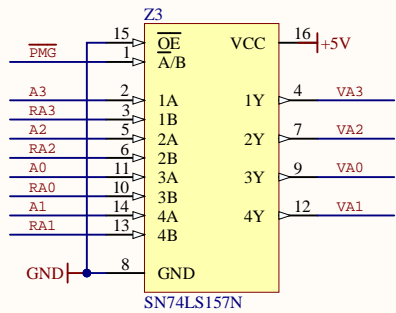 Z3
15 O̅E̅ VCC 16 +5V
P̅M̅G̅ 1 A̅/B
A3 2 1A 1Y 4 VA3
RA3 3 1B
A2 5 2A 2Y 7 VA2
RA2 6 2B
A0 11 3A 3Y 9 VA0
RA0 10 3B
A1 14 4A 4Y 12 VA1
RA1 13 4B
GND 8 GND
SN74LS157N